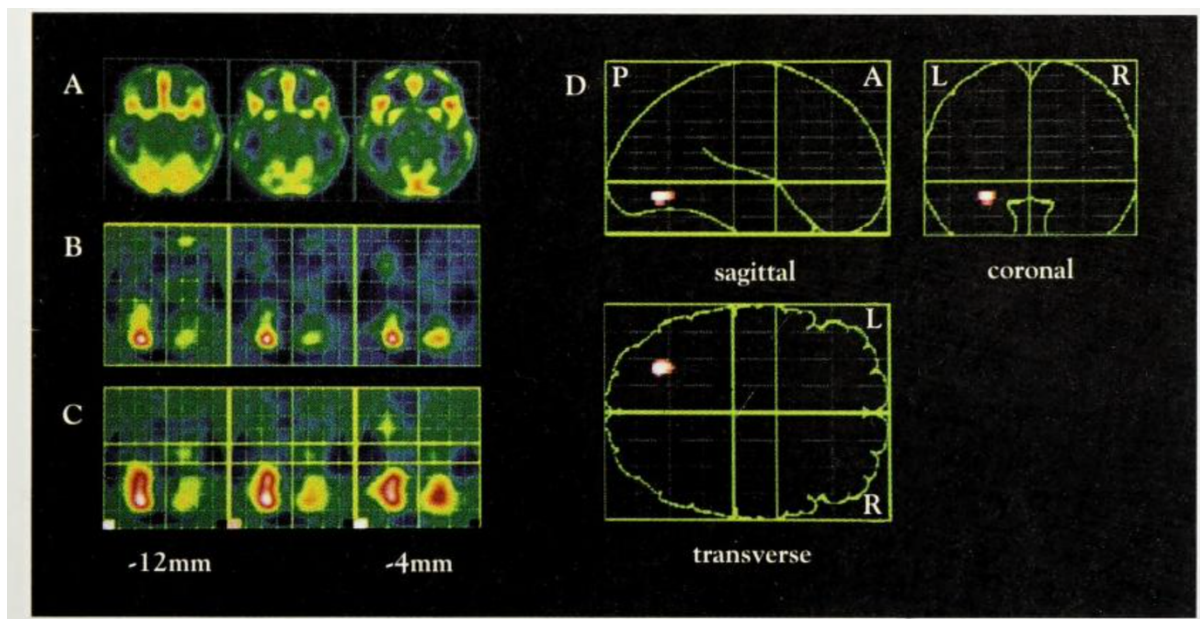 A
B
C
-12mm -4mm
D
P A
sagittal
L R
coronal
L
R
transverse